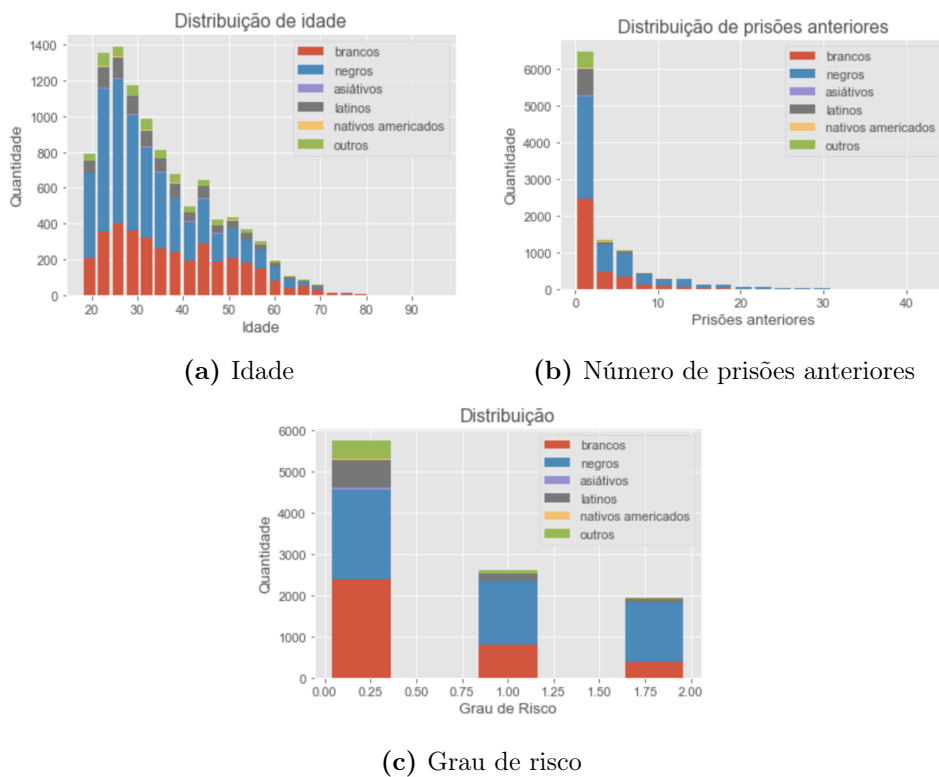 Distribuição de idade
1400
1200
1000
800
600
400
200
0
Quantidade
brancos
negros
asiátivos
latinos
nativos americados
outros
20 30 40 50 60 70 80 90
Idade
(a) Idade
Distribuição de prisões anteriores
6000
5000
4000
3000
2000
1000
0
Quantidade
brancos
negros
asiátivos
latinos
nativos americados
outros
0 10 20 30 40
Prisões anteriores
(b) Número de prisões anteriores
Distribuição
6000
5000
4000
3000
2000
1000
0
Quantidade
brancos
negros
asiátivos
latinos
nativos americados
outros
0.00 0.25 0.50 0.75 1.00 1.25 1.50 1.75 2.00
Grau de Risco
(c) Grau de risco